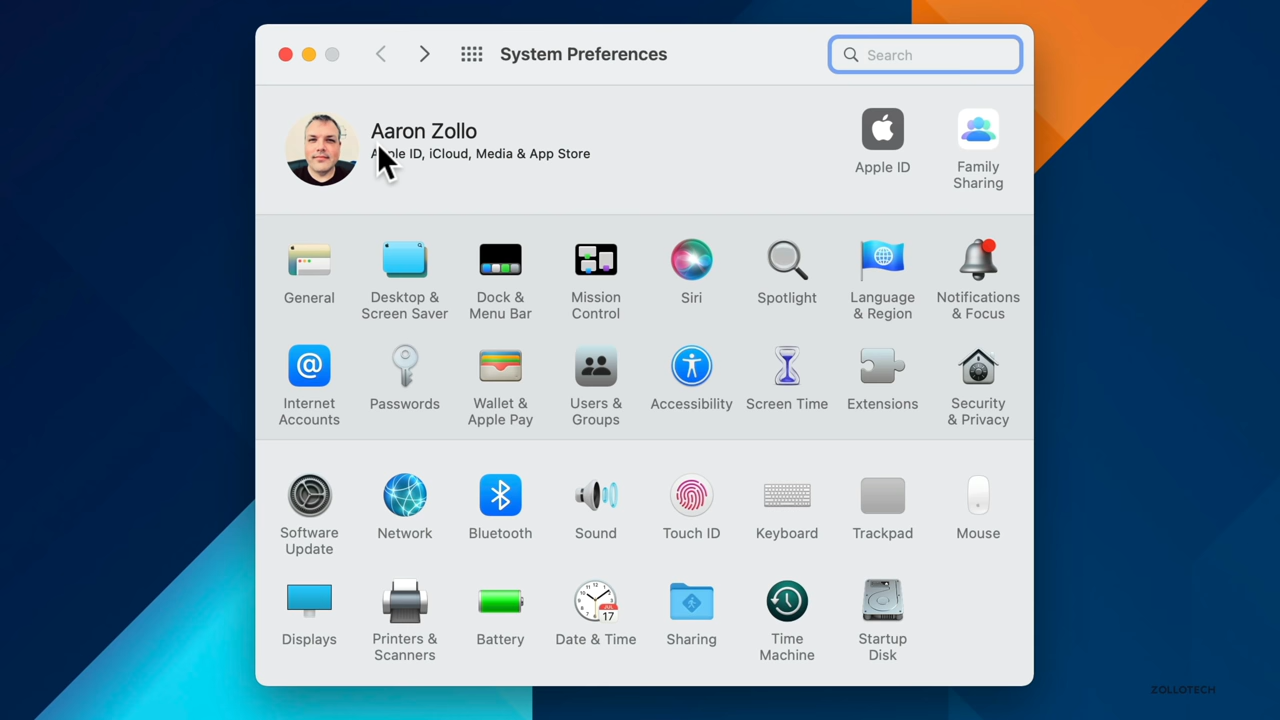 System Preferences
Search
Aaron Zollo
Apple ID, iCloud, Media & App Store
Apple ID
Family
Sharing
General
Desktop &
Screen Saver
Dock &
Menu Bar
Mission
Control
Siri
Spotlight
Language
& Region
Notifications
& Focus
@
Internet
Accounts
Passwords
Wallet &
Apple Pay
Users &
Groups
Accessibility
Screen Time
Extensions
Security
& Privacy
Software
Update
Network
Bluetooth
Sound
Touch ID
Keyboard
Trackpad
Mouse
Displays
Printers &
Scanners
Battery
JUL
17
Date & Time
Sharing
Time
Machine
Startup
Disk
ZOLLOTECH